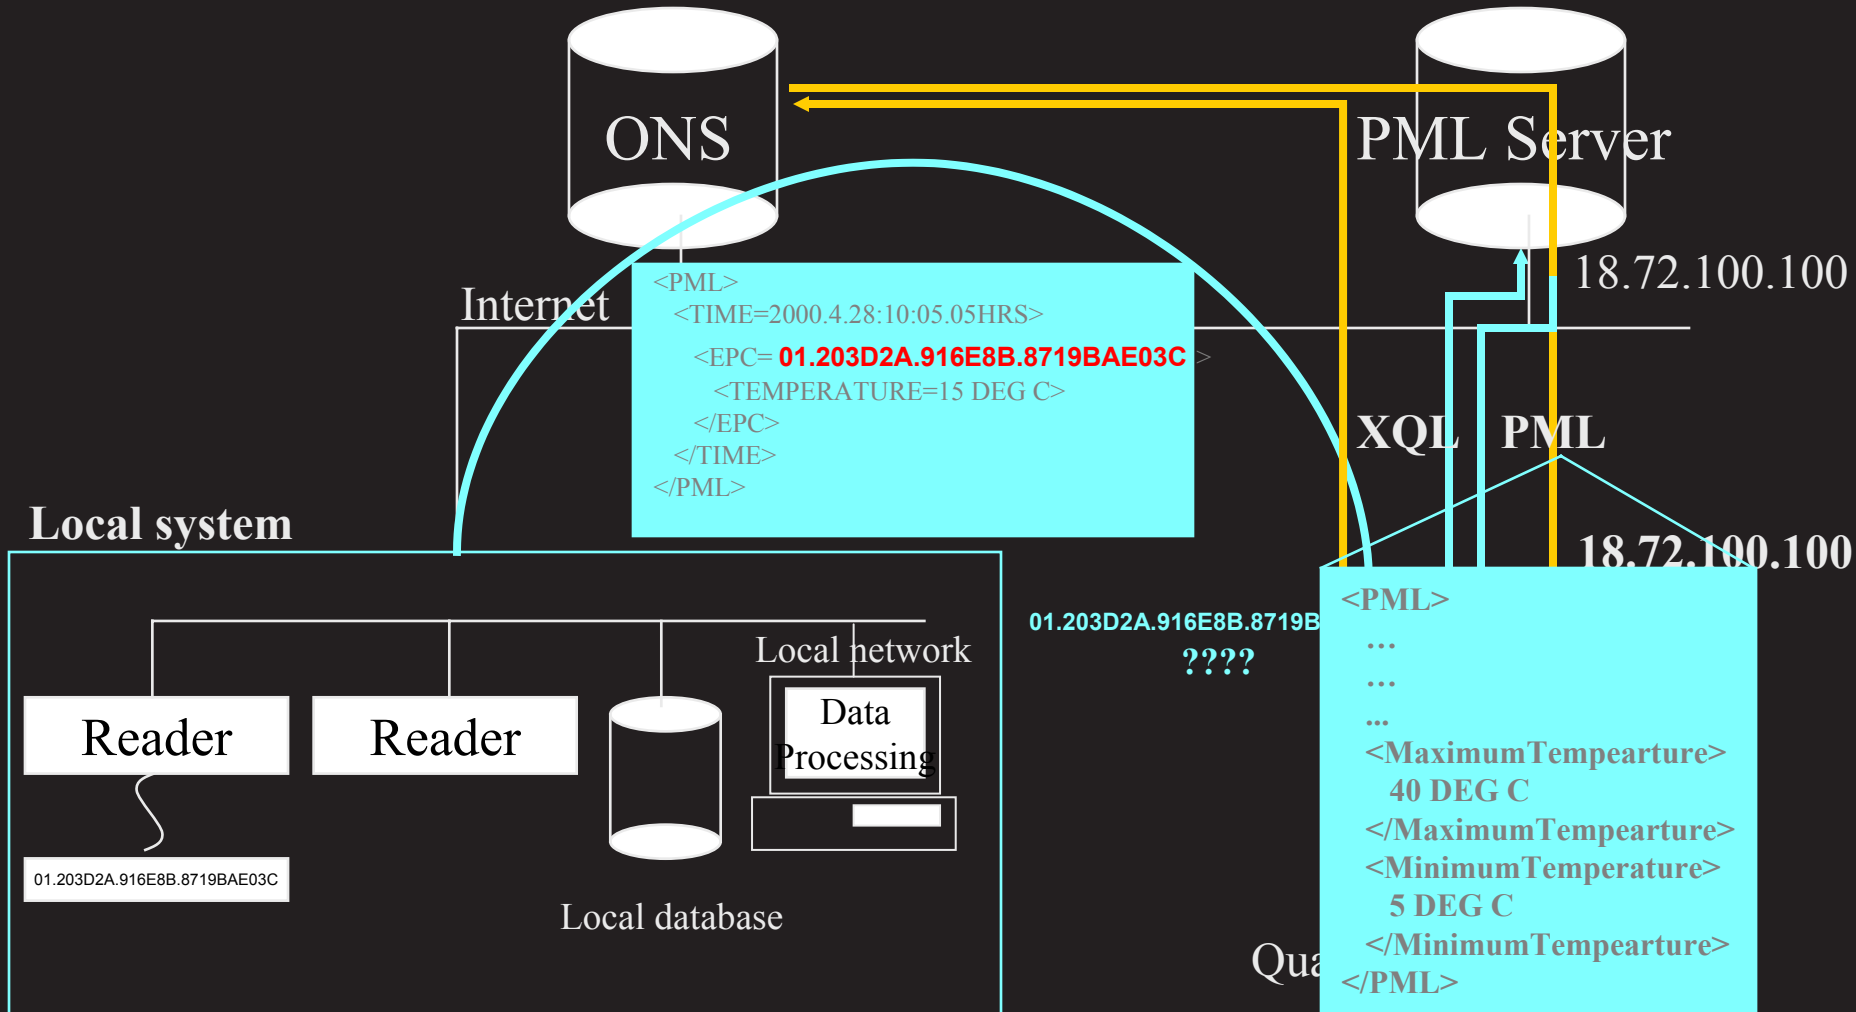 ONS
PML Server
18.72.100.100
Internet
<PML>
<TIME=2000.4.28:10:05.05HRS>
<EPC= 01.203D2A.916E8B.8719BAE03C >
<TEMPERATURE=15 DEG C>
</EPC>
</TIME>
</PML>
XQL PML
Local system
18.72.100.100
Local network
Reader
Reader
Data
Processing
01.203D2A.916E8B.8719BAE03C
Local database
01.203D2A.916E8B.8719B
????
<PML>
…
…
...
<MaximumTempearture>
40 DEG C
</MaximumTempearture>
<MinimumTemperature>
5 DEG C
</MinimumTempearture>
</PML>